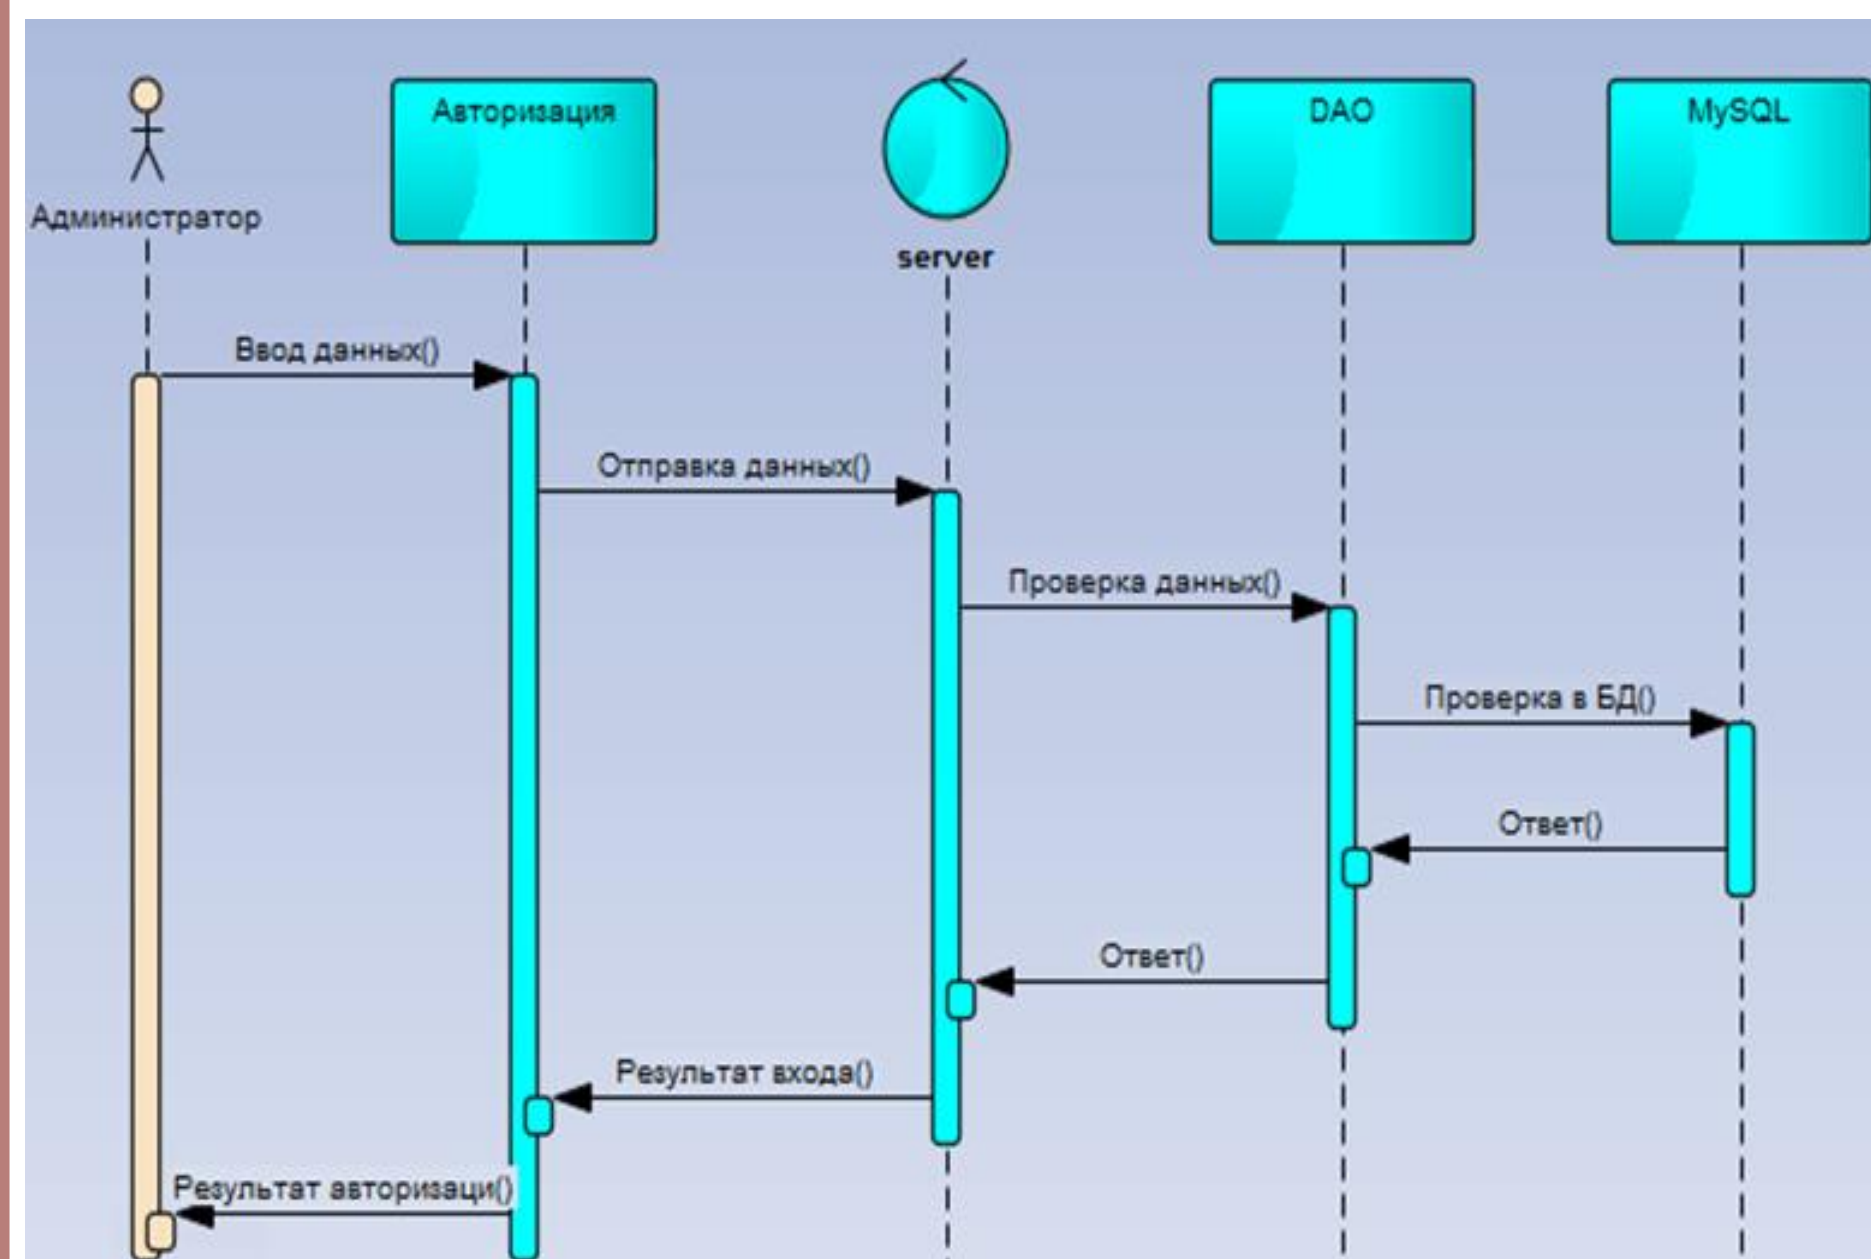 Администратор
Авторизация
server
DAO
MySQL
Ввод данных()
Отправка данных()
Проверка данных()
Проверка в БД()
Ответ()
Ответ()
Результат входа()
Результат авторизаци()